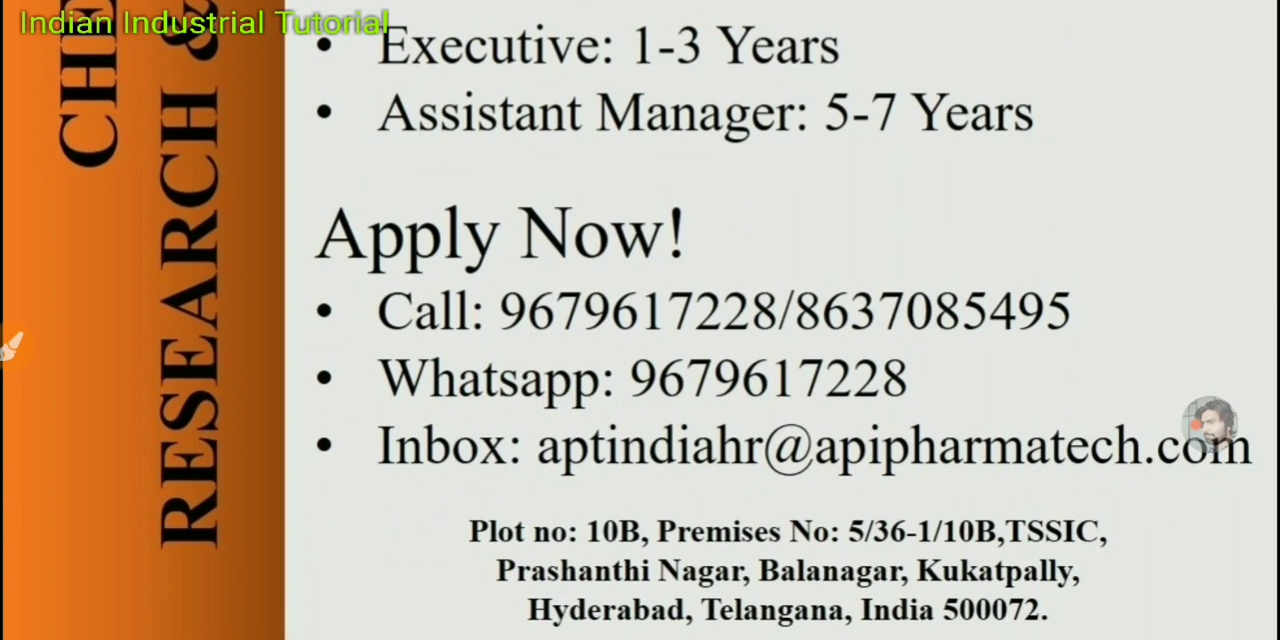 Indian Industrial Tutorial
CHE
RESEARCH &
• Executive: 1-3 Years
• Assistant Manager: 5-7 Years
Apply Now!
• Call: 9679617228/8637085495
• Whatsapp: 9679617228
• Inbox: aptindiahr@apipharmatech.com
Plot no: 10B, Premises No: 5/36-1/10B,TSSIC,
Prashanthi Nagar, Balanagar, Kukatpally,
Hyderabad, Telangana, India 500072.